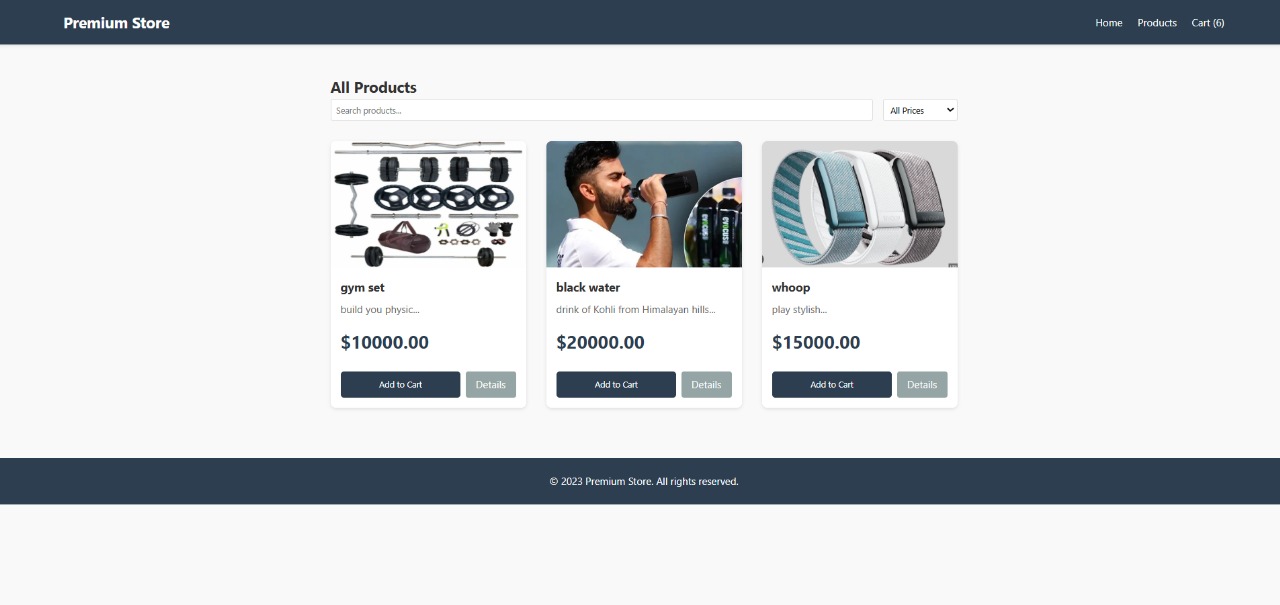 Premium Store
Home Products Cart (6)
All Products
Search products...
All Prices
gym set
build you physic...
$10000.00
Add to Cart Details
black water
drink of Kohli from Himalayan hills...
$20000.00
Add to Cart Details
whoop
play stylish...
$15000.00
Add to Cart Details
© 2023 Premium Store. All rights reserved.